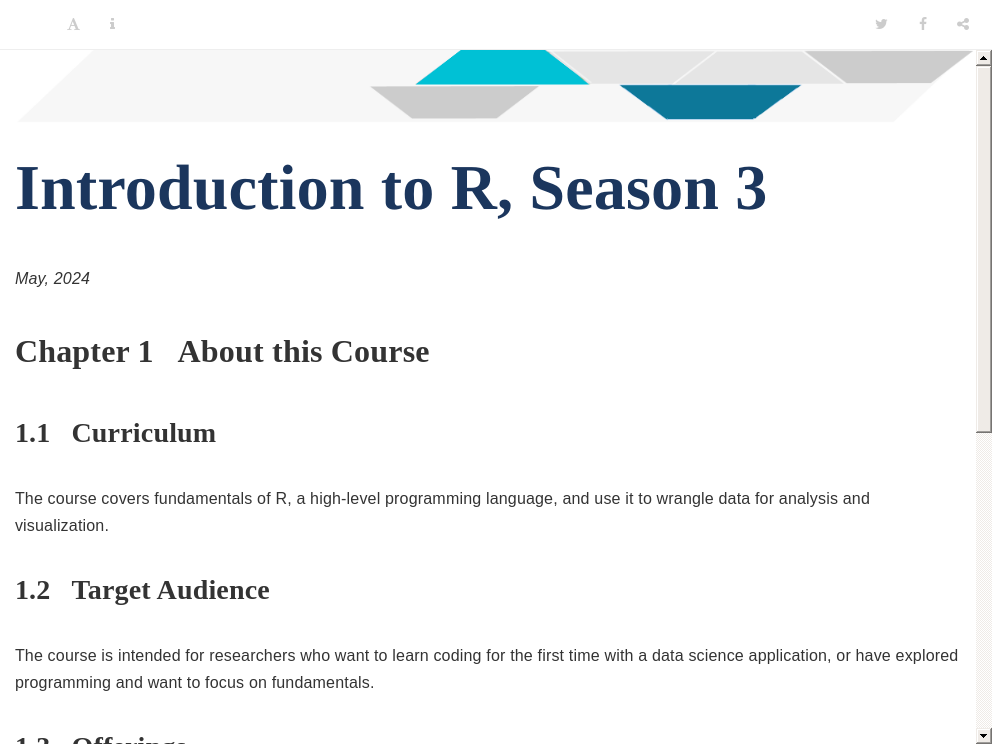 Introduction to R, Season 3
May, 2024
Chapter 1 About this Course
1.1 Curriculum
The course covers fundamentals of R, a high-level programming language, and use it to wrangle data for analysis and
visualization.
1.2 Target Audience
The course is intended for researchers who want to learn coding for the first time with a data science application, or have explored
programming and want to focus on fundamentals.
1.3 Offerings